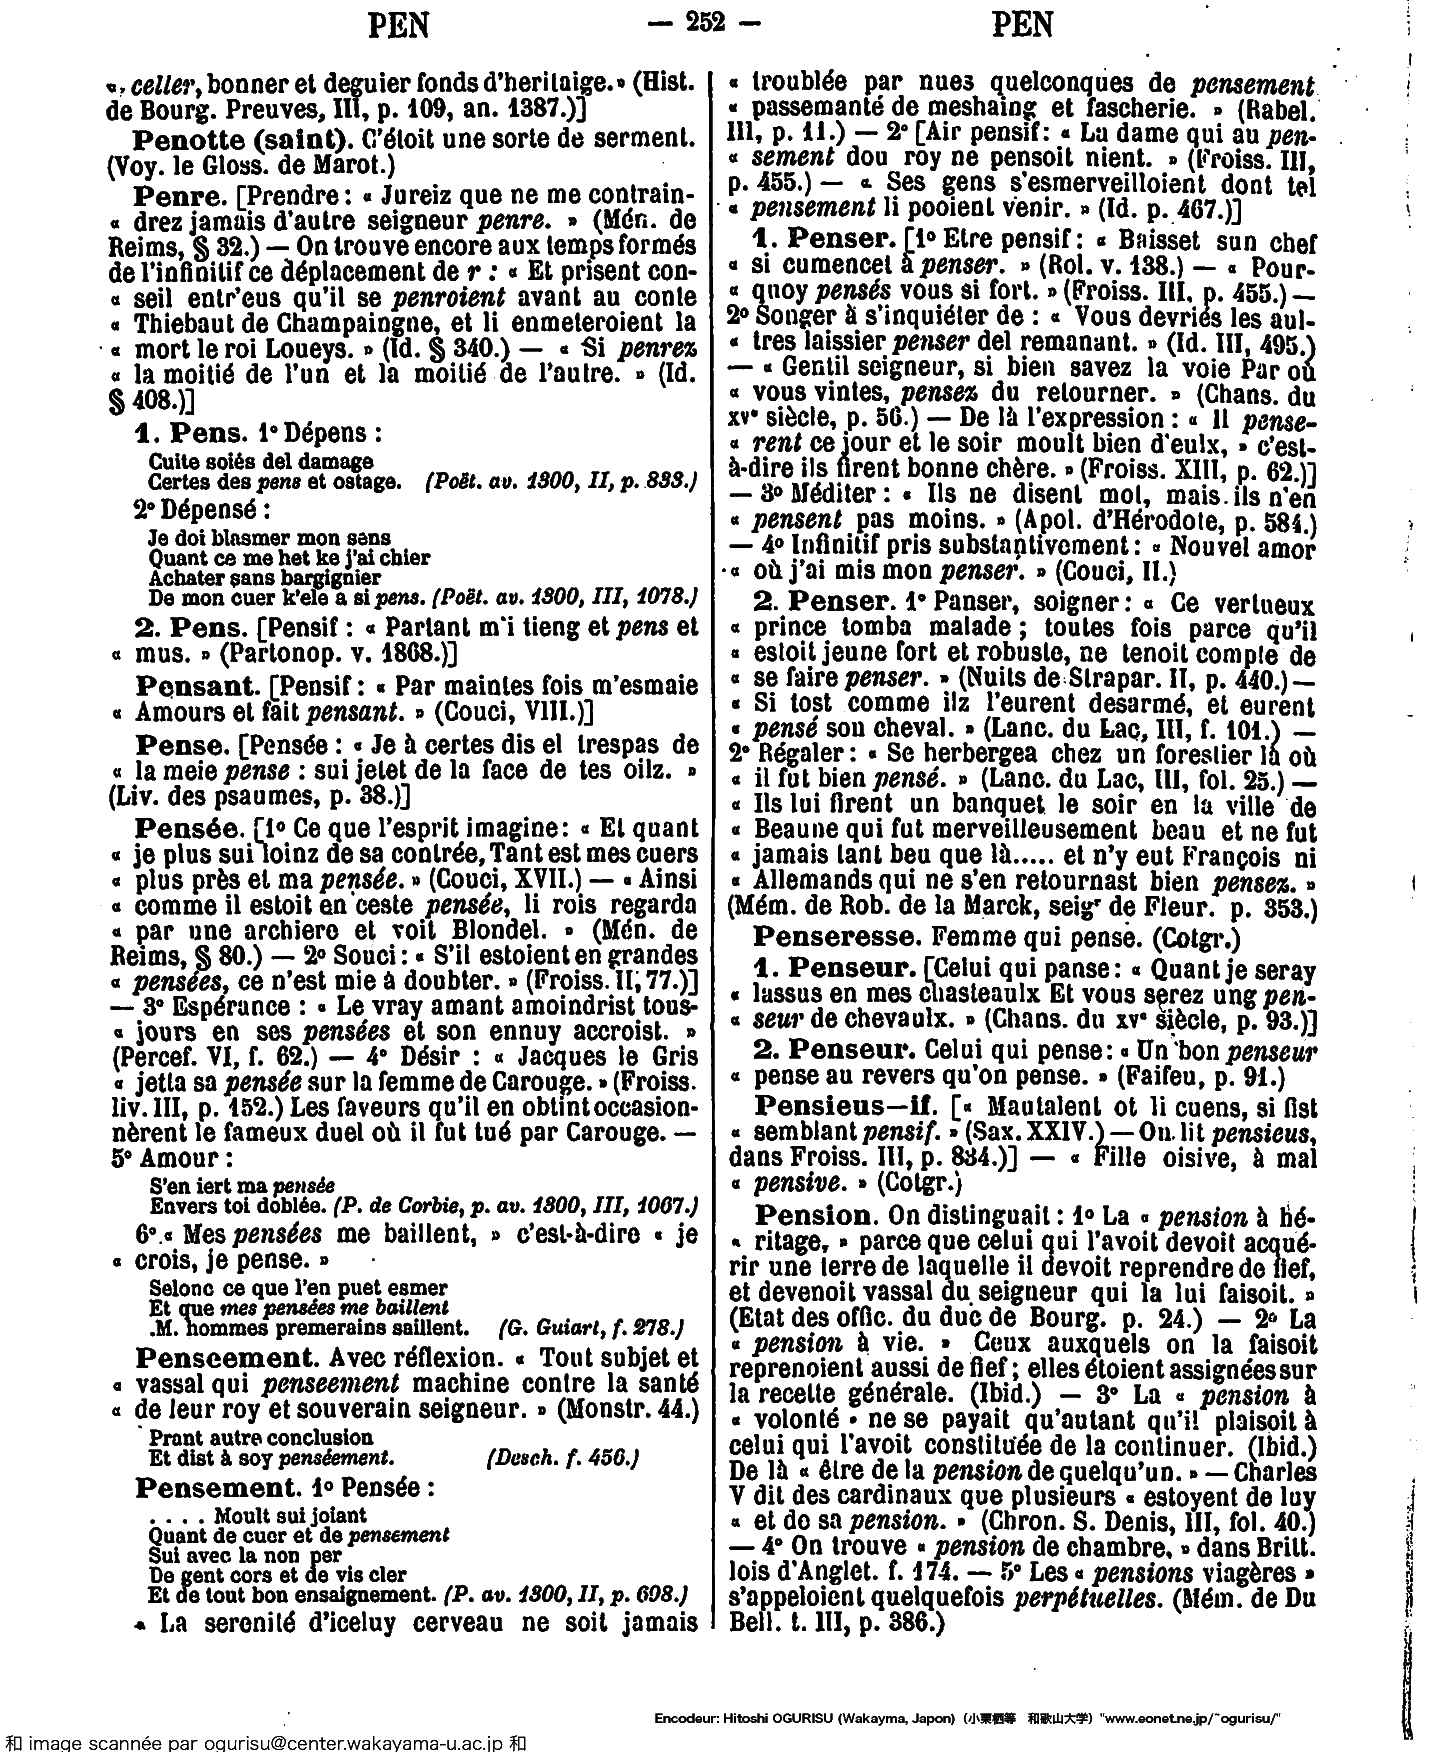 PEN — 252 — PEN
« celler, bonner et deguier fonds d'heritaige. » (Hist.
de Bourg. Preuves, III, p. 109, an. 1387.)]
Penotte (saint). C'étoit une sorte de serment.
(Voy. le Gloss. de Marot.)
Penre. [Prendre : « Jureiz que ne me contrain-
« drez jamais d'autre seigneur penre. » (Mén. de
Reims, § 32.) — On trouve encore aux temps formés
de l'infinitif ce déplacement de r : « Et prisent con-
« seil entr'eus qu'il se penroient avant au conte
« Thiebaut de Champaingne, et li enmeteroient la
« mort le roi Loueys. » (Id. § 340.) — « Si penrez
« la moitié de l'un et la moitié de l'autre. » (Id.
§ 408.)]
1. Pens. 1° Dépens :
Cuite soiés del damage
Certes des pens et ostage. (Poët. av. 1300, II, p. 833.)
2° Dépensé :
Je doi blasmer mon sens
Quant ce me het ke j'ai chier
Achater sans bargignier
De mon cuer k'ele a si pens. (Poët. av. 1300, III, 1078.)
2. Pens. [Pensif : « Partant m'i tieng et pens et
« mus. » (Partonop. v. 1868.)]
Pensant. [Pensif : « Par maintes fois m'esmaie
« Amours et fait pensant. » (Couci, VIII.)]
Pense. [Pensée : « Je à certes dis el trespas de
« la meie pense : sui jetet de la face de tes oilz. »
(Liv. des psaumes, p. 38.)]
Pensée. [1° Ce que l'esprit imagine : « Et quant
« je plus sui loinz de sa contrée, Tant est mes cuers
« plus près et ma pensée. » (Couci, XVII.) — « Ainsi
« comme il estoit en ceste pensée, li rois regarda
« par une archiere et voit Blondel. » (Mén. de
Reims, § 80.) — 2° Souci : « S'il estoient en grandes
« pensées, ce n'est mie à doubter. » (Froiss. II, 77.)]
— 3° Espérance : « Le vray amant amoindrist tous-
« jours en ses pensées et son ennuy accroist. »
(Percef. VI, f. 62.) — 4° Désir : « Jacques le Gris
« jetta sa pensée sur la femme de Carouge. » (Froiss.
liv. III, p. 152.) Les faveurs qu'il en obtint occasion-
nèrent le fameux duel où il fut tué par Carouge. —
5° Amour :
S'en iert ma pensée
Envers toi doblée. (P. de Corbie, p. av. 1300, III, 1067.)
6° « Mes pensées me baillent, » c'est-à-dire « je
« crois, je pense. »
Selonc ce que l'en puet esmer
Et que mes pensées me baillent
.M. hommes premerains saillent. (G. Guiart, f. 278.)
Penseement. Avec réflexion. « Tout subjet et
« vassal qui penseement machine contre la santé
« de leur roy et souverain seigneur. » (Monstr. 44.)
Prant autre conclusion
Et dist à soy penséement. (Desch. f. 456.)
Pensement. 1° Pensée :
. . . . Moult sui joiant
Quant de cuer et de pensement
Sui avec la non per
De gent cors et de vis cler
Et de tout bon ensaignement. (P. av. 1300, II, p. 698.)
« La serenité d'iceluy cerveau ne soit jamais
« troublée par nues quelconques de pensement
« passemanté de meshaing et fascherie. » (Rabel.
III, p. 11.) — 2° [Air pensif : « La dame qui au pen-
« sement dou roy ne pensoit nient. » (Froiss. III,
p. 455.) — « Ses gens s'esmerveilloient dont tel
« pensement li pooient venir. » (Id. p. 467.)]
1. Penser. [1° Etre pensif : « Baisset sun chef
« si cumencet à penser. » (Rol. v. 138.) — « Pour-
« quoy pensés vous si fort. » (Froiss. III, p. 455.) —
2° Songer à s'inquiéter de : « Vous devriés les aul-
« tres laissier penser del remanant. » (Id. III, 495.)
— « Gentil seigneur, si bien savez la voie Par où
« vous vintes, pensez du retourner. » (Chans. du
xv° siècle, p. 56.) — De là l'expression : « Il pense-
« rent ce jour et le soir moult bien d'eulx, » c'est-
à-dire ils firent bonne chère. » (Froiss. XIII, p. 62.)]
— 3° Méditer : « Ils ne disent mot, mais ils n'en
« pensent pas moins. » (Apol. d'Hérodote, p. 584.)
— 4° Infinitif pris substantivement : « Nouvel amor
« où j'ai mis mon penser. » (Couci, II.)
2. Penser. 1° Panser, soigner : « Ce vertueux
« prince tomba malade ; toutes fois parce qu'il
« estoit jeune fort et robuste, ne tenoit compte de
« se faire penser. » (Nuits de Strapar. II, p. 440.) —
« Si tost comme ilz l'eurent desarmé, et eurent
« pensé son cheval. » (Lanc. du Lac, III, f. 101.) —
2° Régaler : « Se herbergea chez un forestier là où
« il fut bien pensé. » (Lanc. du Lac, III, fol. 25.) —
« Ils lui firent un banquet le soir en la ville de
« Beaune qui fut merveilleusement beau et ne fut
« jamais tant beu que là..... et n'y eut François ni
« Allemands qui ne s'en retournast bien pensez. »
(Mém. de Rob. de la Marck, seigr de Fleur. p. 353.)
Penseresse. Femme qui pense. (Cotgr.)
1. Penseur. [Celui qui panse : « Quant je seray
« lassus en mes chasteaulx Et vous serez ung pen-
« seur de chevaulx. » (Chans. du xv° siècle, p. 93.)]
2. Penseur. Celui qui pense : « Un bon penseur
« pense au revers qu'on pense. » (Faifeu, p. 91.)
Pensieus—if. [« Mautalent ot li cuens, si fist
« semblant pensif. » (Sax. XXIV.) — On lit pensieus,
dans Froiss. III, p. 834.)] — « Fille oisive, à mal
« pensive. » (Cotgr.)
Pension. On distinguait : 1° La « pension à hé-
« ritage, » parce que celui qui l'avoit devoit acqué-
rir une terre de laquelle il devoit reprendre de fief,
et devenoit vassal du seigneur qui la lui faisoit. »
(Etat des offic. du duc de Bourg. p. 24.) — 2° La
« pension à vie. » Ceux auxquels on la faisoit
reprenoient aussi de fief ; elles étoient assignées sur
la recette générale. (Ibid.) — 3° La « pension à
« volonté » ne se payait qu'autant qu'il plaisoit à
celui qui l'avoit constituée de la continuer. (Ibid.)
De là « être de la pension de quelqu'un. » — Charles
V dit des cardinaux que plusieurs « estoyent de luy
« et de sa pension. » (Chron. S. Denis, III, fol. 40.)
— 4° On trouve « pension de chambre, » dans Britt.
lois d'Anglet. f. 174. — 5° Les « pensions viagères »
s'appeloient quelquefois perpétuelles. (Mém. de Du
Bell. t. III, p. 386.)
Encodeur: Hitoshi OGURISU (Wakayma, Japon) (小栗栖等 和歌山大学) "www.eonet.ne.jp/~ogurisu/"
和 image scannée par ogurisu@center.wakayama-u.ac.jp 和